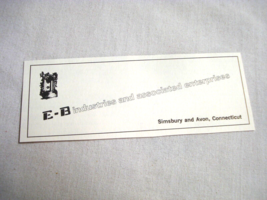 E-B industries and associated enterprises
Simsbury and Avon, Connecticut